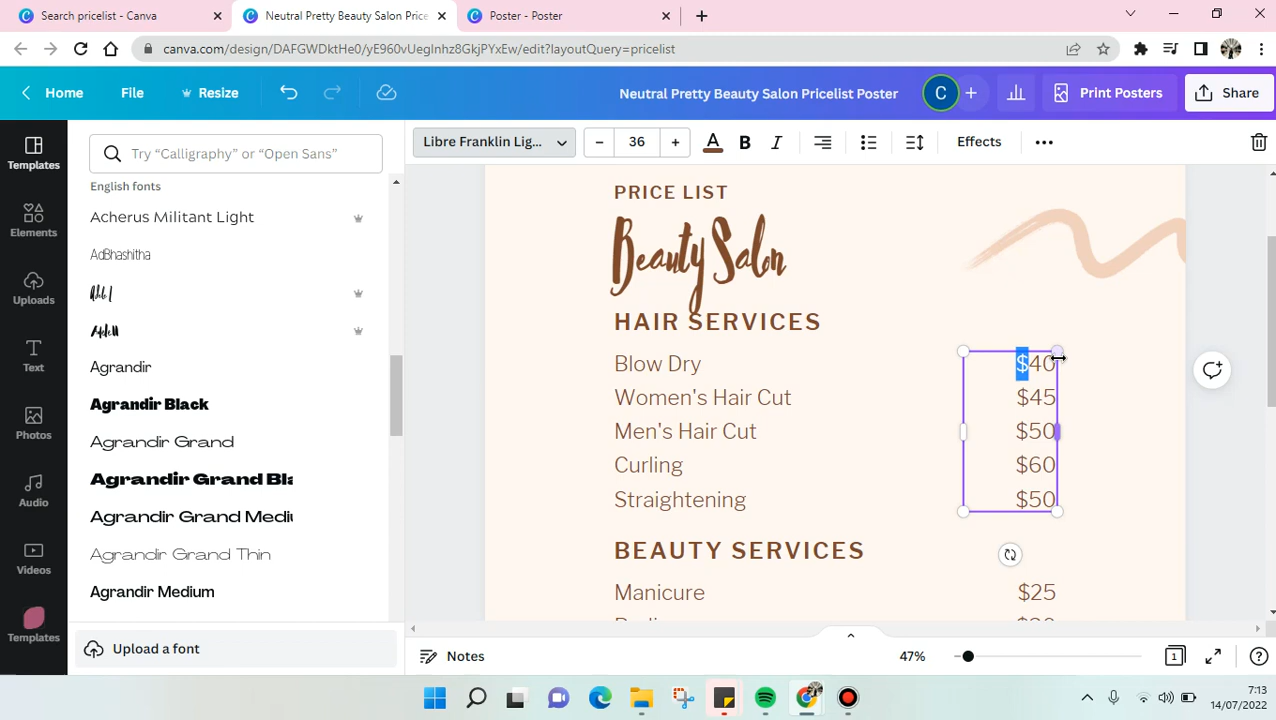 Search pricelist - Canva
Neutral Pretty Beauty Salon Price
Poster - Poster
canva.com/design/DAFGWDktHe0/yE960vUegInhz8GkjPYxEw/edit?layoutQuery=pricelist
Home
File
Resize
Neutral Pretty Beauty Salon Pricelist Poster
C
Print Posters
Share
Templates
Elements
Uploads
Text
Photos
Audio
Videos
Templates
Try “Calligraphy” or “Open Sans”
English fonts
Acherus Militant Light
AdBhashitha
Agrandir
Agrandir Black
Agrandir Grand
Agrandir Grand Bla
Agrandir Grand Mediu
Agrandir Grand Thin
Agrandir Medium
Upload a font
Libre Franklin Lig...
36
A
B
I
Effects
PRICE LIST
Beauty Salon
HAIR SERVICES
Blow Dry $40
Women's Hair Cut $45
Men's Hair Cut $50
Curling $60
Straightening $50
BEAUTY SERVICES
Manicure $25
Notes
47%
1
7:13
14/07/2022